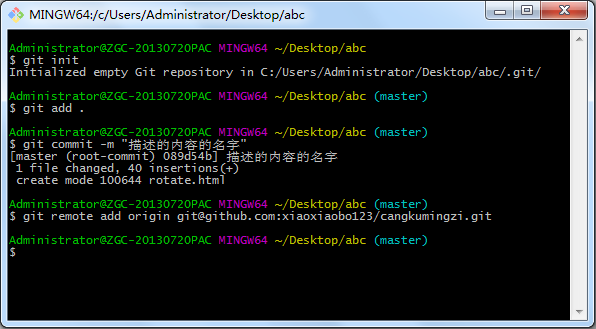 MINGW64:/c/Users/Administrator/Desktop/abc
Administrator@ZGC-20130720PAC MINGW64 ~/Desktop/abc
$ git init
Initialized empty Git repository in C:/Users/Administrator/Desktop/abc/.git/
Administrator@ZGC-20130720PAC MINGW64 ~/Desktop/abc (master)
$ git add .
Administrator@ZGC-20130720PAC MINGW64 ~/Desktop/abc (master)
$ git commit -m "描述的内容的名字"
[master (root-commit) 089d54b] 描述的内容的名字
1 file changed, 40 insertions(+)
create mode 100644 rotate.html
Administrator@ZGC-20130720PAC MINGW64 ~/Desktop/abc (master)
$ git remote add origin git@github.com:xiaoxiaobo123/cangkumingzi.git
Administrator@ZGC-20130720PAC MINGW64 ~/Desktop/abc (master)
$